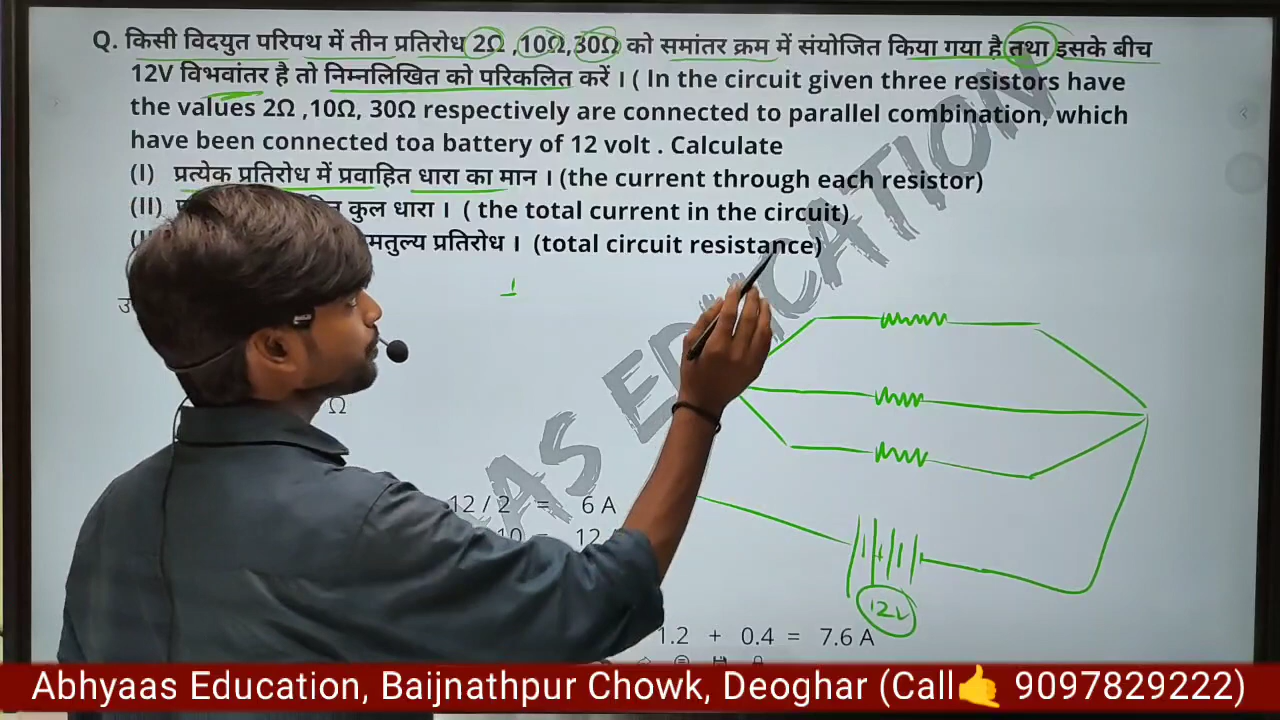 Q. किसी विदयुत परिपथ में तीन प्रतिरोध 2Ω ,10Ω,30Ω को समांतर क्रम में संयोजित किया गया है तथा इसके बीच
12V विभवांतर है तो निम्नलिखित को परिकलित करें । ( In the circuit given three resistors have
the values 2Ω ,10Ω, 30Ω respectively are connected to parallel combination, which
have been connected toa battery of 12 volt . Calculate
(I) प्रत्येक प्रतिरोध में प्रवाहित धारा का मान । (the current through each resistor)
(II) कुल धारा । ( the total current in the circuit)
प्रतिरोध । (total circuit resistance)
Ω
12 / 2 = 6 A
10 = 12
12V
1.2 + 0.4 = 7.6 A
EDUCATION
Abhyaas Education, Baijnathpur Chowk, Deoghar (Call🤙 9097829222)